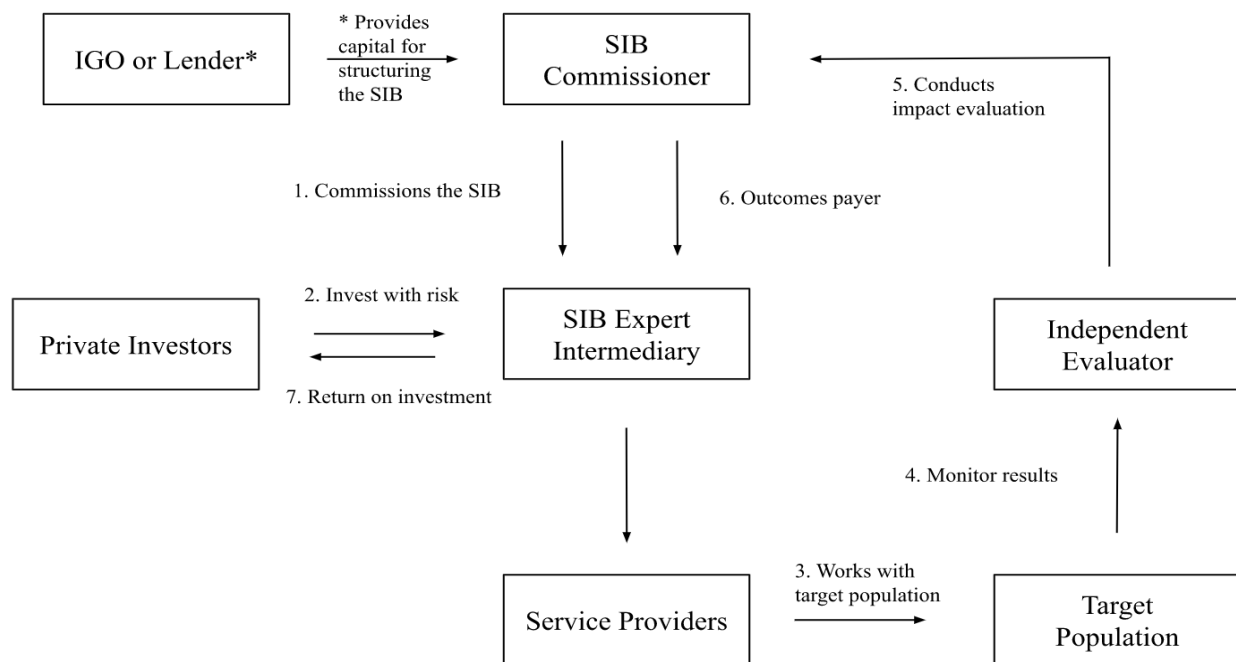 IGO or Lender*
* Provides
capital for
structuring
the SIB
SIB
Commissioner
5. Conducts
impact evaluation
1. Commissions the SIB
6. Outcomes payer
Private Investors
2. Invest with risk
7. Return on investment
SIB Expert
Intermediary
Independent
Evaluator
4. Monitor results
Service Providers
3. Works with
target population
Target
Population